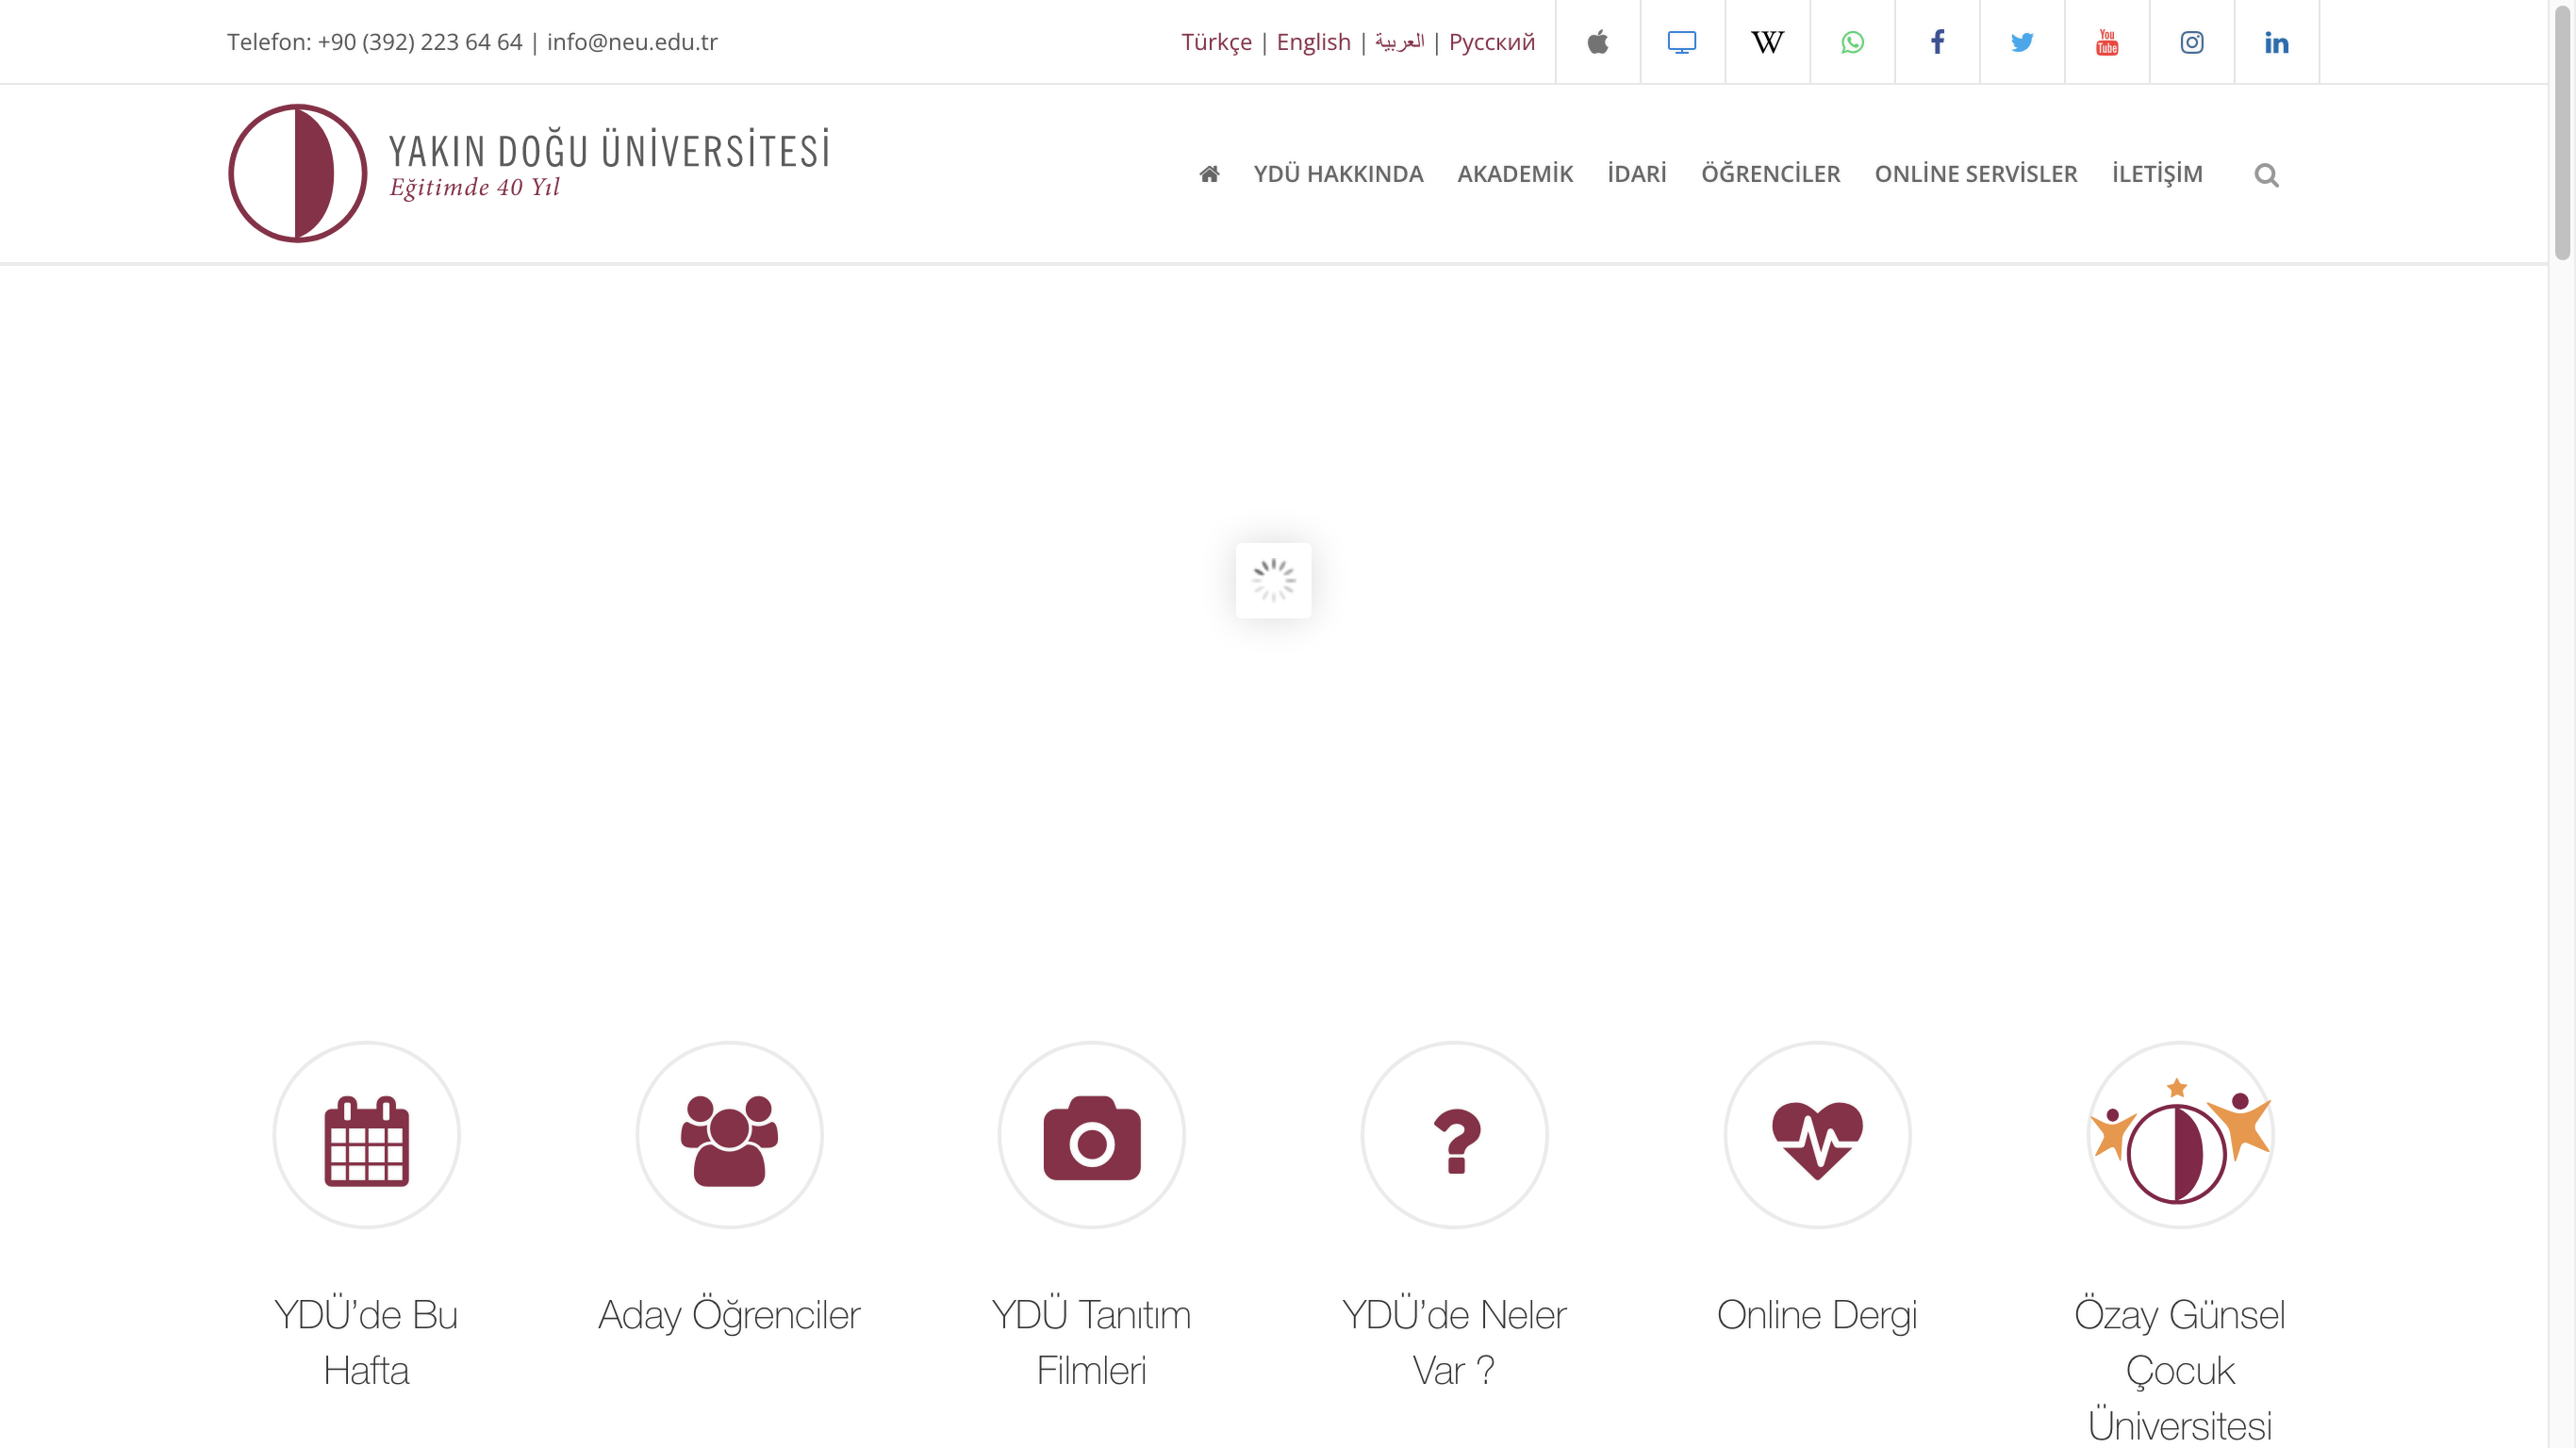 Telefon: +90 (392) 223 64 64 | info@neu.edu.tr
Türkçe | English | العربية | Русский
You
Tube
YAKIN DOĞU ÜNİVERSİTESİ
Eğitimde 40 Yıl
YDÜ HAKKINDA AKADEMİK İDARİ ÖĞRENCİLER ONLİNE SERVİSLER İLETİŞİM
YDÜ’de Bu
Hafta
Aday Öğrenciler
YDÜ Tanıtım
Filmleri
YDÜ’de Neler
Var ?
Online Dergi
Özay Günsel
Çocuk
Üniversitesi